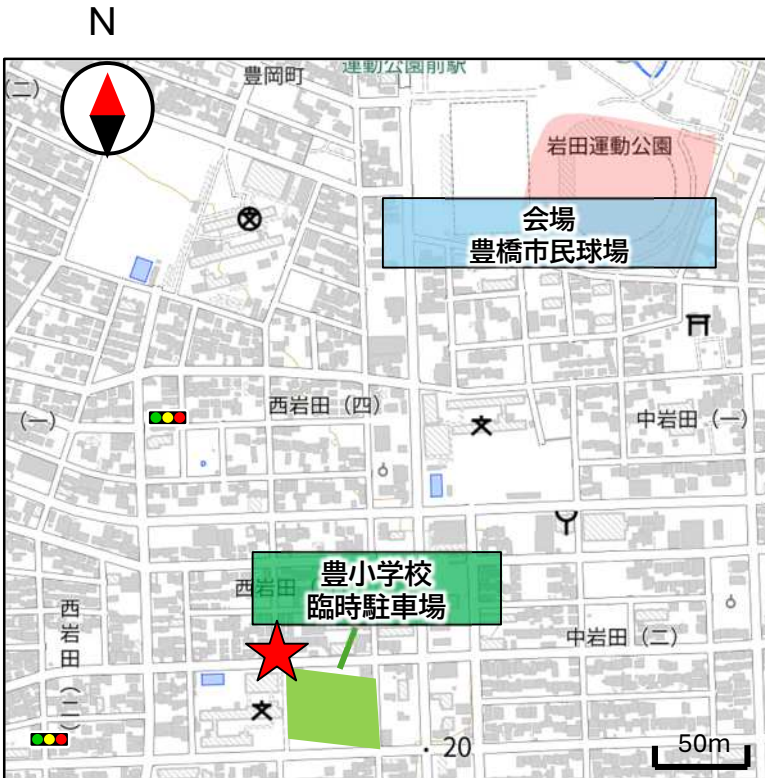 N
運動公園前駅
豊岡町
(二)
岩田運動公園
会場
豊橋市民球場
西岩田(四)
(一)
中岩田(一)
豊小学校
臨時駐車場
西岩田
西岩田(二)
中岩田(二)
20
50m